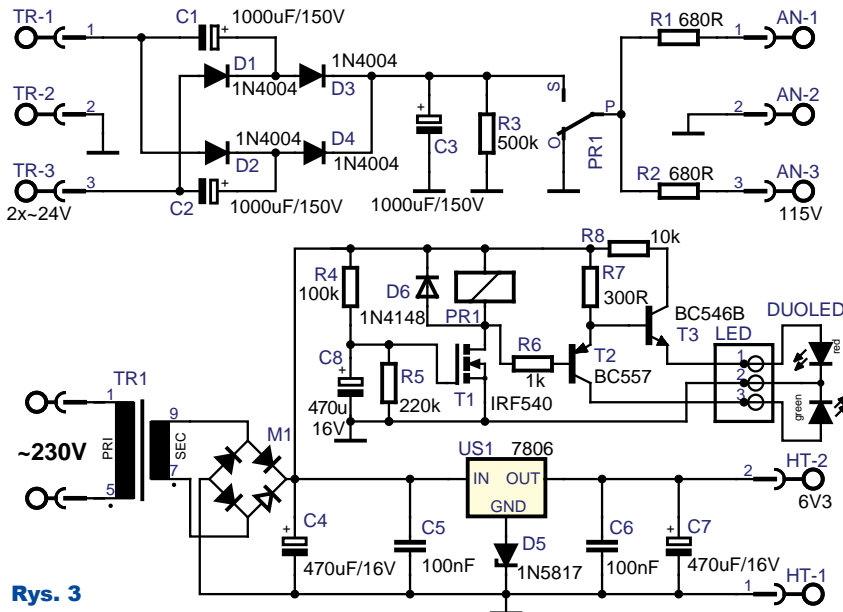 TR-1
1
C1
+
1000uF/150V
R1 680R
1
AN-1
D1
1N4004
1N4004
D3
TR-2
2
1N4004
D4
D2
1N4004
+
C3
R3
500k
S
P
O
PR1
2
AN-2
TR-3
3
2x~24V
C2
+
1000uF/150V
1000uF/150V
R2
680R
3
AN-3
115V
R4
100k
D6
1N4148
PR1
R8
10k
R7
300R
BC546B
T3
DUOLED
LED
red
C8
+
470u
16V
R5
220k
T1
IRF540
R6
1k
T2
BC557
1
2
3
green
TR1
1
9
~230V
PRI
SEC
5
7
M1
US1
7806
IN OUT
GND
2
HT-2
6V3
+
C4
470uF/16V
C5
100nF
D5
1N5817
C6
100nF
+
C7
470uF/16V
1
HT-1
Rys. 3